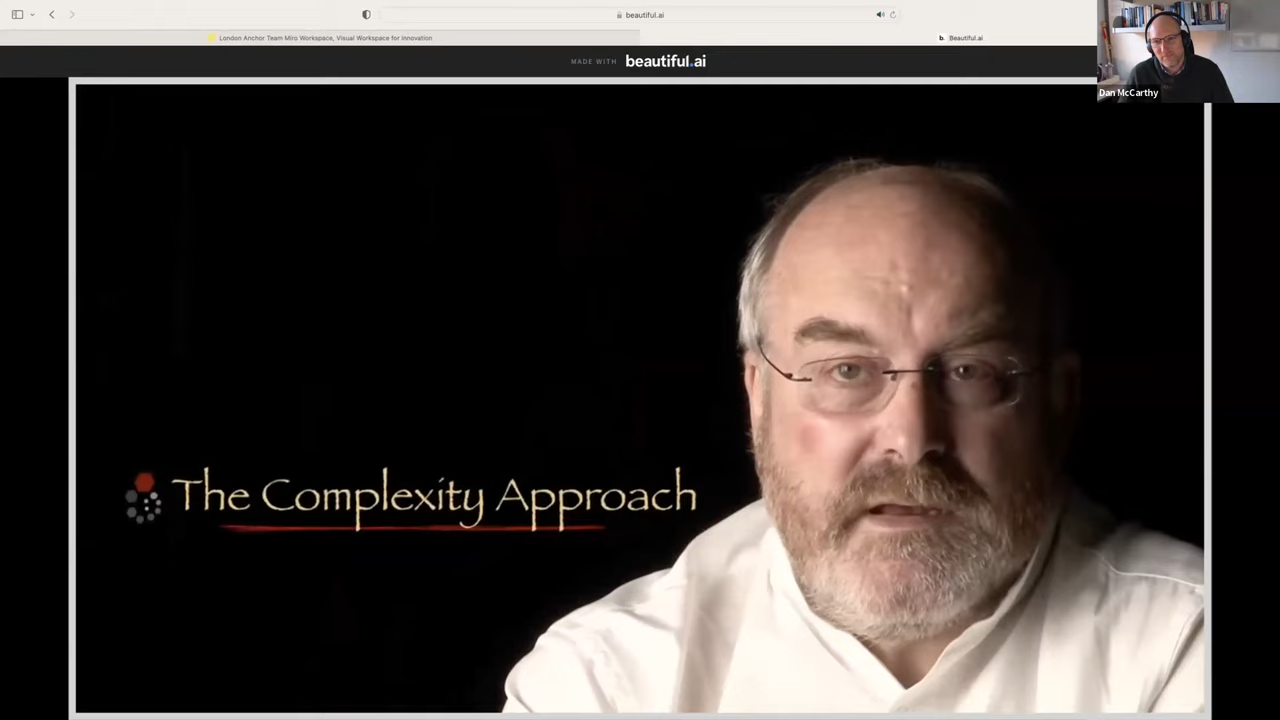 beautiful.ai
London Anchor Team Miro Workspace, Visual Workspace for Innovation
b. Beautiful.ai
MADE WITH beautiful.ai
Dan McCarthy
The Complexity Approach